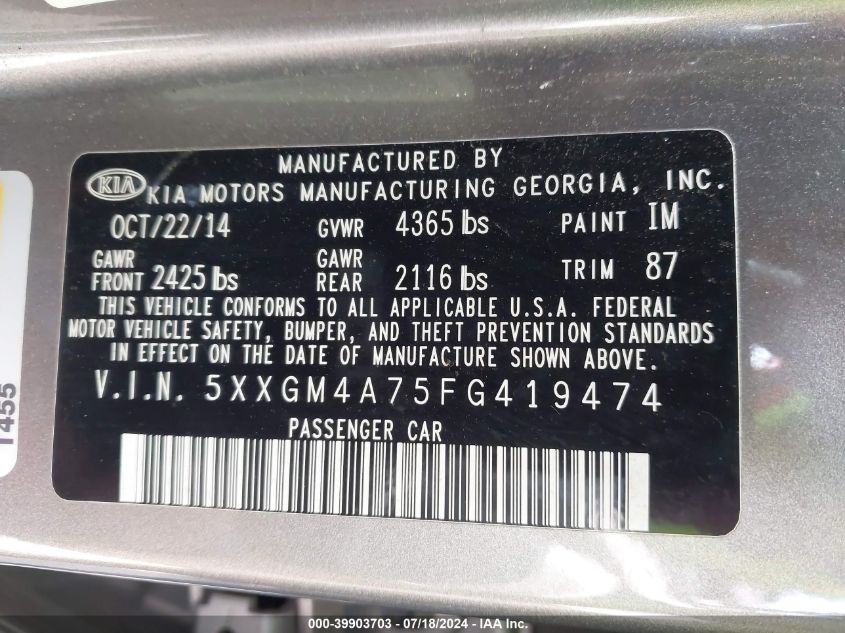 MANUFACTURED BY
KIA KIA MOTORS MANUFACTURING GEORGIA, INC.
OCT/22/14 GVWR 4365 lbs PAINT IM
GAWR FRONT 2425 lbs GAWR REAR 2116 lbs TRIM 87
THIS VEHICLE CONFORMS TO ALL APPLICABLE U.S.A. FEDERAL
MOTOR VEHICLE SAFETY, BUMPER, AND THEFT PREVENTION STANDARDS
IN EFFECT ON THE DATE OF MANUFACTURE SHOWN ABOVE.
V.I.N. 5XXGM4A75FG419474
PASSENGER CAR
1455
000-39903703 - 07/18/2024 - IAA Inc.